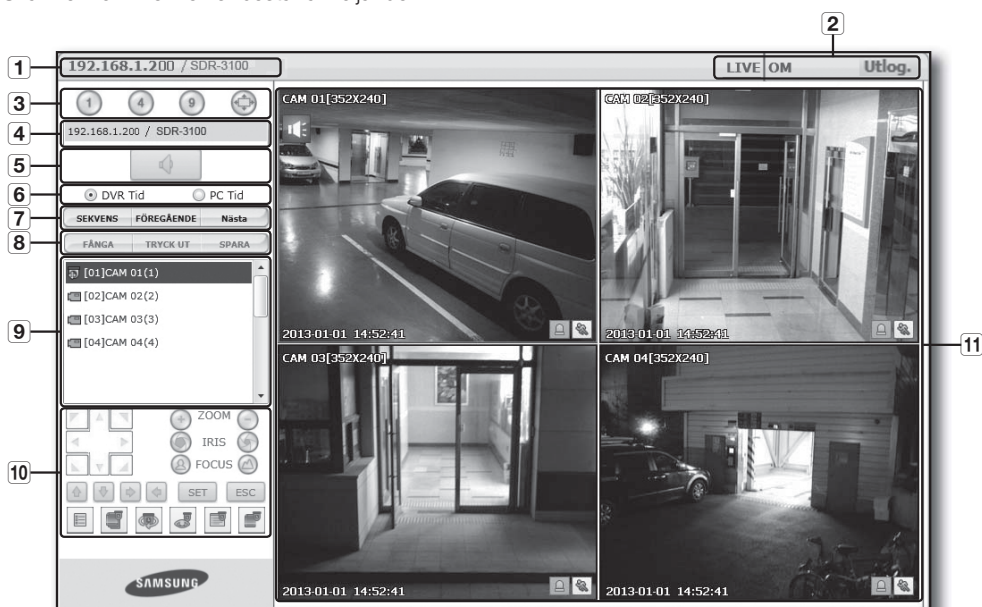 2
1
192.168.1.200 / SDR-3100
LIVE OM Utlog.
3
1 4 9
CAM 01[352X240]
CAM 02[352X240]
4
192.168.1.200 / SDR-3100
5
6
DVR Tid PC Tid
7
SEKVENS FÖREGÅENDE Nästa
8
FÅNGA TRYCK UT SPARA
9
[01]CAM 01(1)
[02]CAM 02(2)
[03]CAM 03(3)
[04]CAM 04(4)
2013-01-01 14:52:41
2013-01-01 14:52:41
11
CAM 03[352X240]
CAM 04[352X240]
10
ZOOM
IRIS
FOCUS
SET ESC
SAMSUNG
2013-01-01 14:52:41
2013-01-01 14:52:41